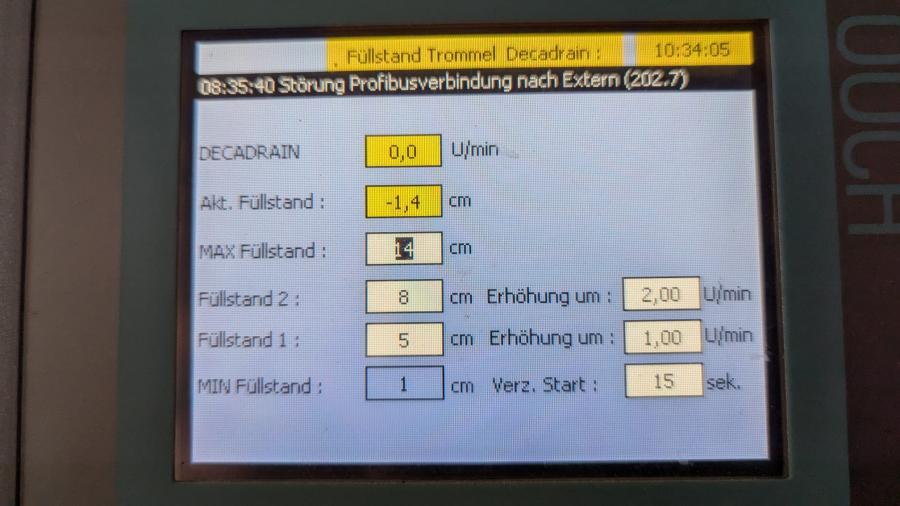 Füllstand Trommel Decadrain : 10:34:05
08:35:40 Störung Profibusverbindung nach Extern (202.7)
DECADRAIN 0,0 U/min
Akt. Füllstand : -1,4 cm
MAX Füllstand : 14 cm
Füllstand 2 : 8 cm Erhöhung um : 2,00 U/min
Füllstand 1 : 5 cm Erhöhung um : 1,00 U/min
MIN Füllstand : 1 cm Verz. Start : 15 sek.
OUCH